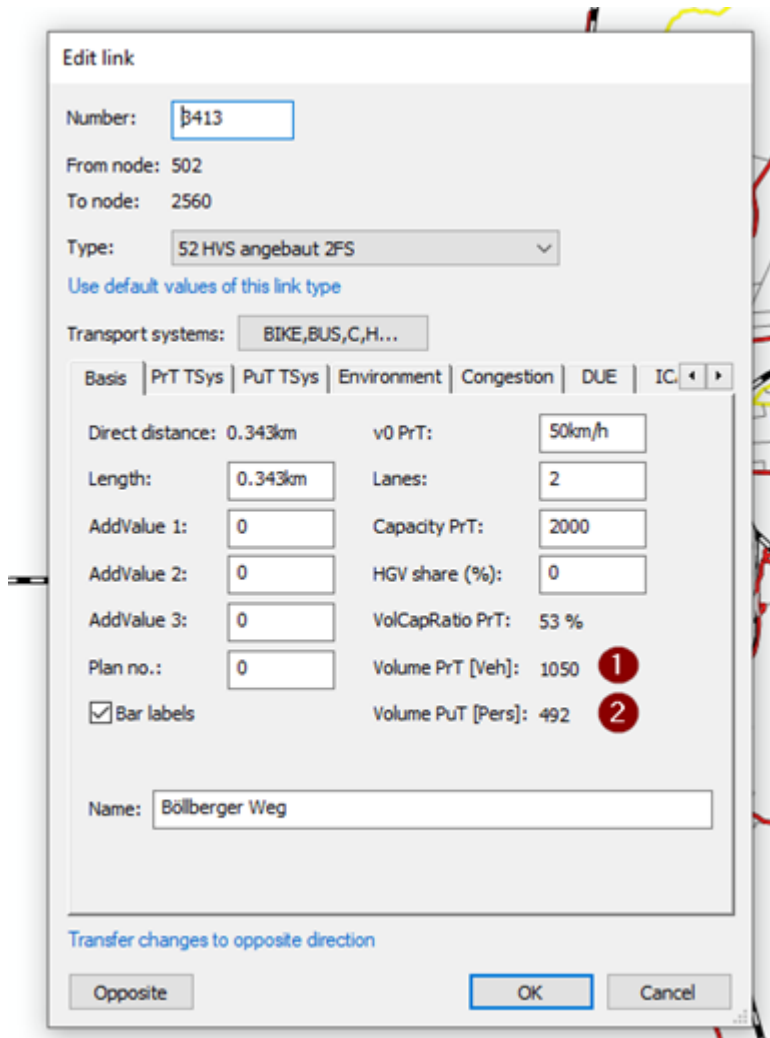 Edit link
Number: 3413
From node: 502
To node: 2560
Type: 52 HVS angebaut 2FS
Use default values of this link type
Transport systems: BIKE,BUS,C,H...
Basis PrT TSys PuT TSys Environment Congestion DUE IC
Direct distance: 0.343km v0 PrT: 50km/h
Length: 0.343km Lanes: 2
AddValue 1: 0 Capacity PrT: 2000
AddValue 2: 0 HGV share (%): 0
AddValue 3: 0 VolCapRatio PrT: 53 %
Plan no.: 0 Volume PrT [Veh]: 1050 1
Bar labels Volume PuT [Pers]: 492 2
Name: Böllberger Weg
Transfer changes to opposite direction
Opposite OK Cancel